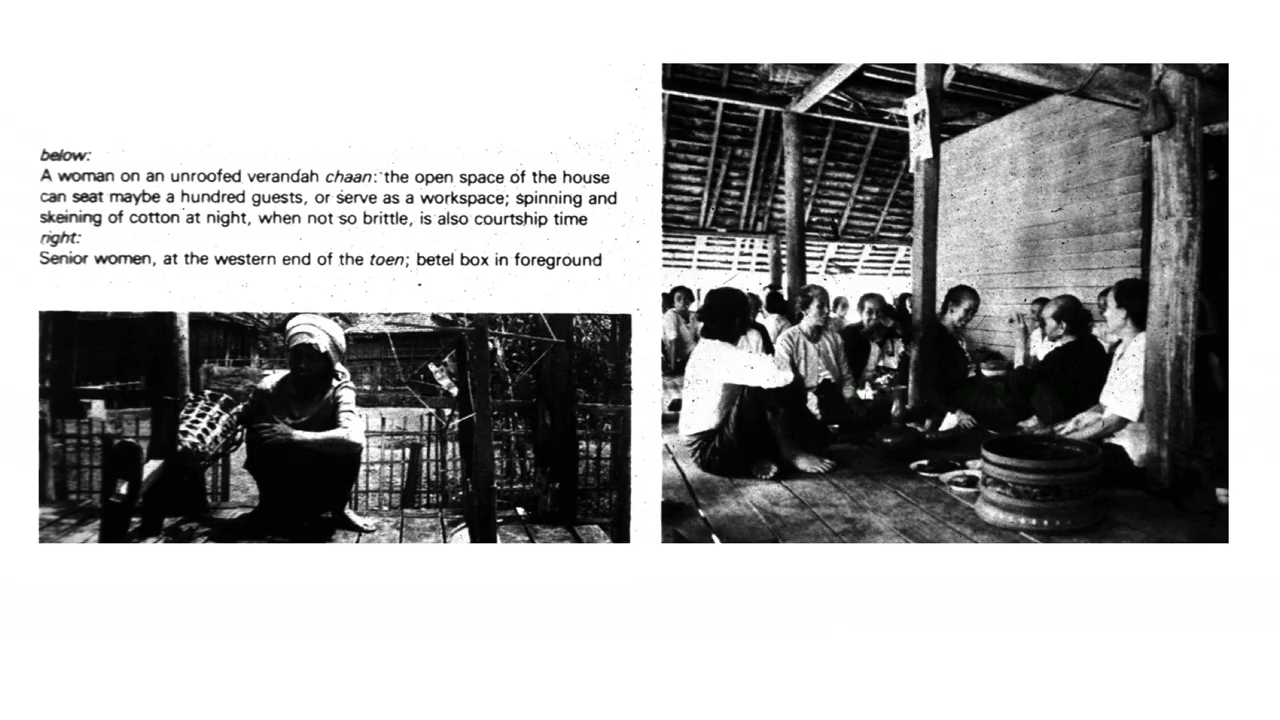 below:
A woman on an unroofed verandah chaan: the open space of the house
can seat maybe a hundred guests, or serve as a workspace; spinning and
skeining of cotton at night, when not so brittle, is also courtship time
right:
Senior women, at the western end of the toen; betel box in foreground